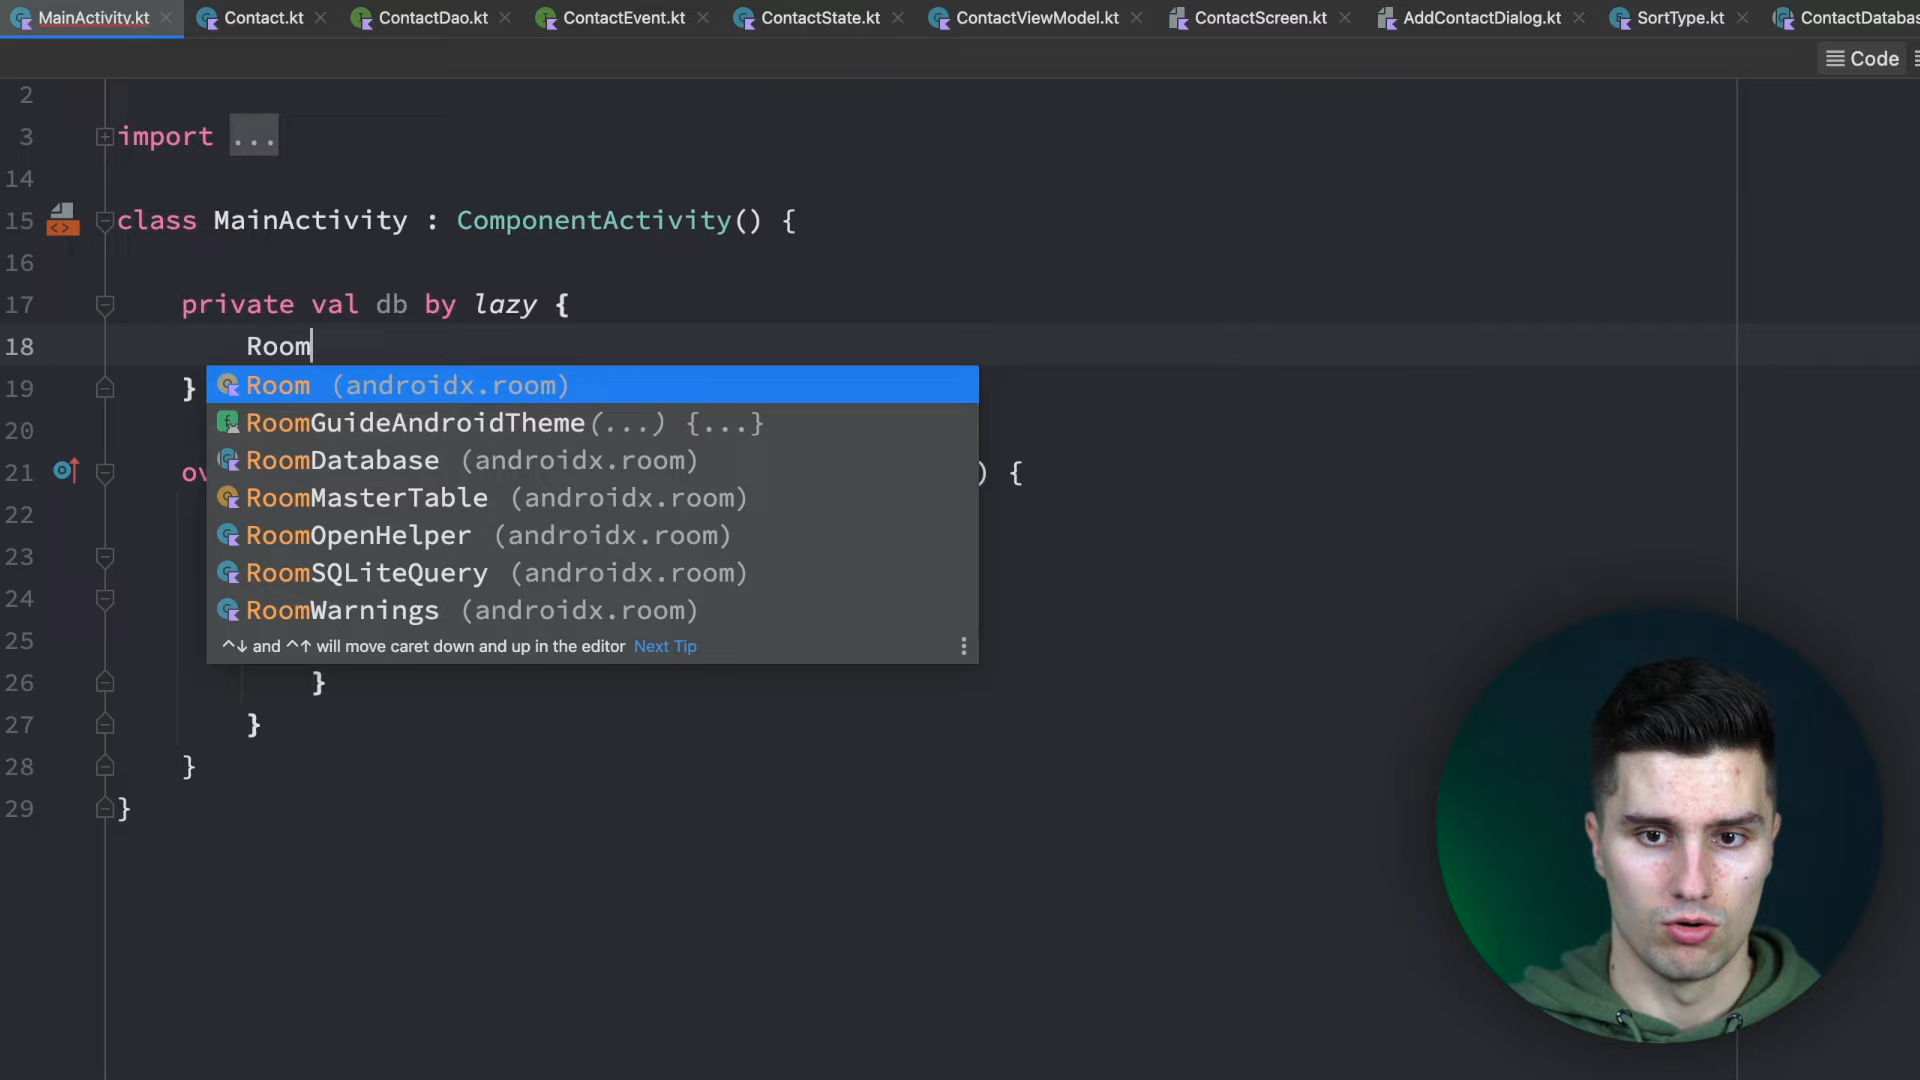 MainActivity.kt Contact.kt ContactDao.kt ContactEvent.kt ContactState.kt ContactViewModel.kt ContactScreen.kt AddContactDialog.kt SortType.kt ContactDatabas
Code
2
3 import ...
14
15 class MainActivity : ComponentActivity() {
16
17 private val db by lazy {
18 Room
19 }
Room (androidx.room)
RoomGuideAndroidTheme(...) {...}
20
RoomDatabase (androidx.room)
21 ov ) {
RoomMasterTable (androidx.room)
22
RoomOpenHelper (androidx.room)
23
RoomSQLiteQuery (androidx.room)
24
RoomWarnings (androidx.room)
25
^↓ and ^↑ will move caret down and up in the editor Next Tip
26 }
27 }
28 }
29 }